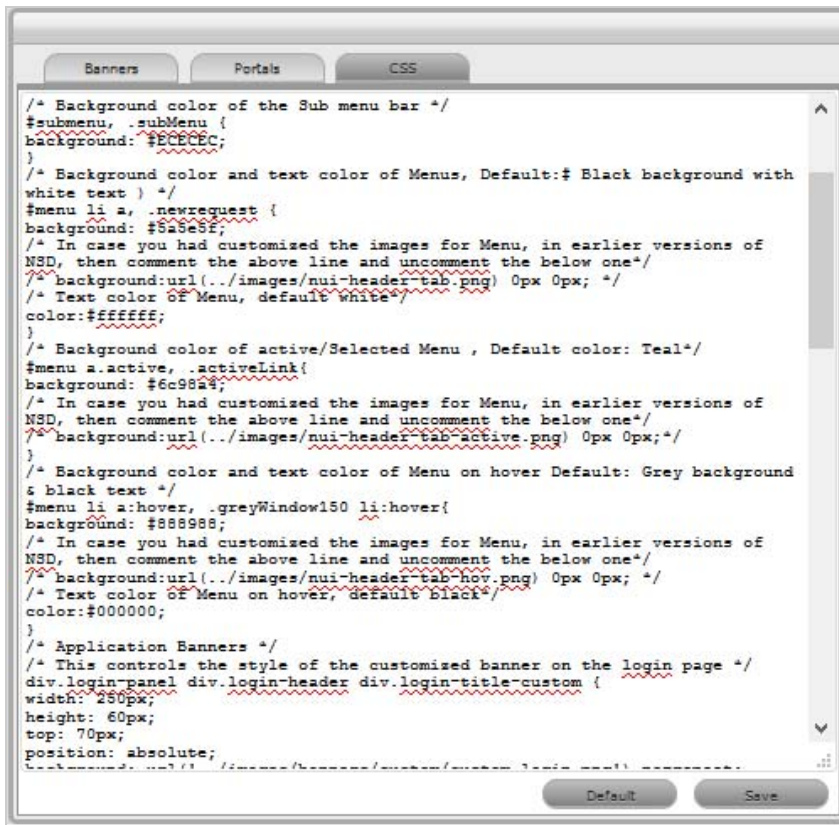 Banners Portals CSS
/* Background color of the Sub menu bar */
#submenu, .subMenu {
background: #ECECEC;
}
/* Background color and text color of Menus, Default:# Black background with
white text ) */
#menu li a, .newrequest {
background: #5a5e5f;
/* In case you had customized the images for Menu, in earlier versions of
NSD, then comment the above line and uncomment the below one*/
/* background:url(../images/nui-header-tab.png) 0px 0px; */
/* Text color of Menu, default white*/
color:#ffffff;
}
/* Background color of active/Selected Menu , Default color: Teal*/
#menu a.active, .activeLink{
background: #6c98a4;
/* In case you had customized the images for Menu, in earlier versions of
NSD, then comment the above line and uncomment the below one*/
/* background:url(../images/nui-header-tab-active.png) 0px 0px;*/
}
/* Background color and text color of Menu on hover Default: Grey background
& black text */
#menu li a:hover, .greyWindow150 li:hover{
background: #888988;
/* In case you had customized the images for Menu, in earlier versions of
NSD, then comment the above line and uncomment the below one*/
/* background:url(../images/nui-header-tab-hov.png) 0px 0px; */
/* Text color of Menu on hover, default black*/
color:#000000;
}
/* Application Banners */
/* This controls the style of the customized banner on the login page */
div.login-panel div.login-header div.login-title-custom {
width: 250px;
height: 60px;
top: 70px;
position: absolute;
Default Save